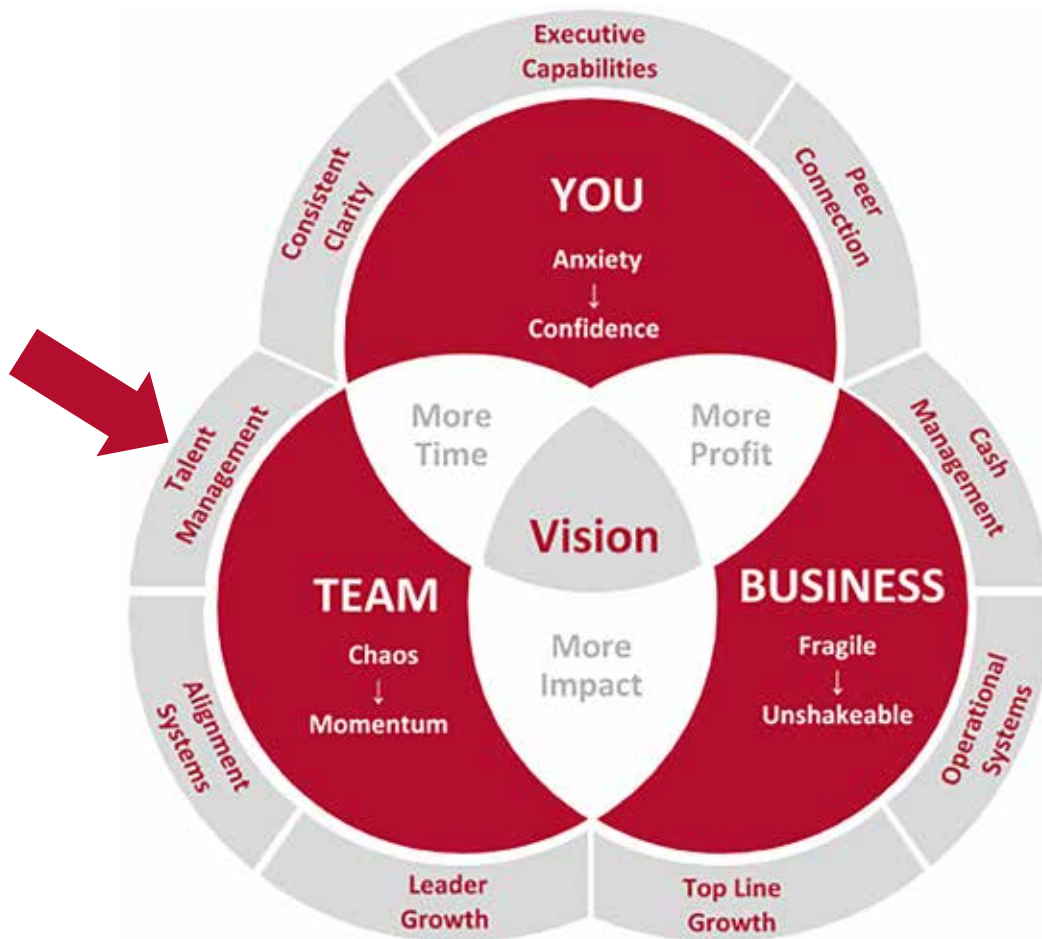 Executive
Capabilities
Consistent
Clarity
Peer
Connection
YOU
Anxiety
↓
Confidence
Talent
Management
Cash
Management
More
Time
More
Profit
Vision
TEAM
Chaos
↓
Momentum
BUSINESS
Fragile
↓
Unshakeable
More
Impact
Alignment
Systems
Operational
Systems
Leader
Growth
Top Line
Growth